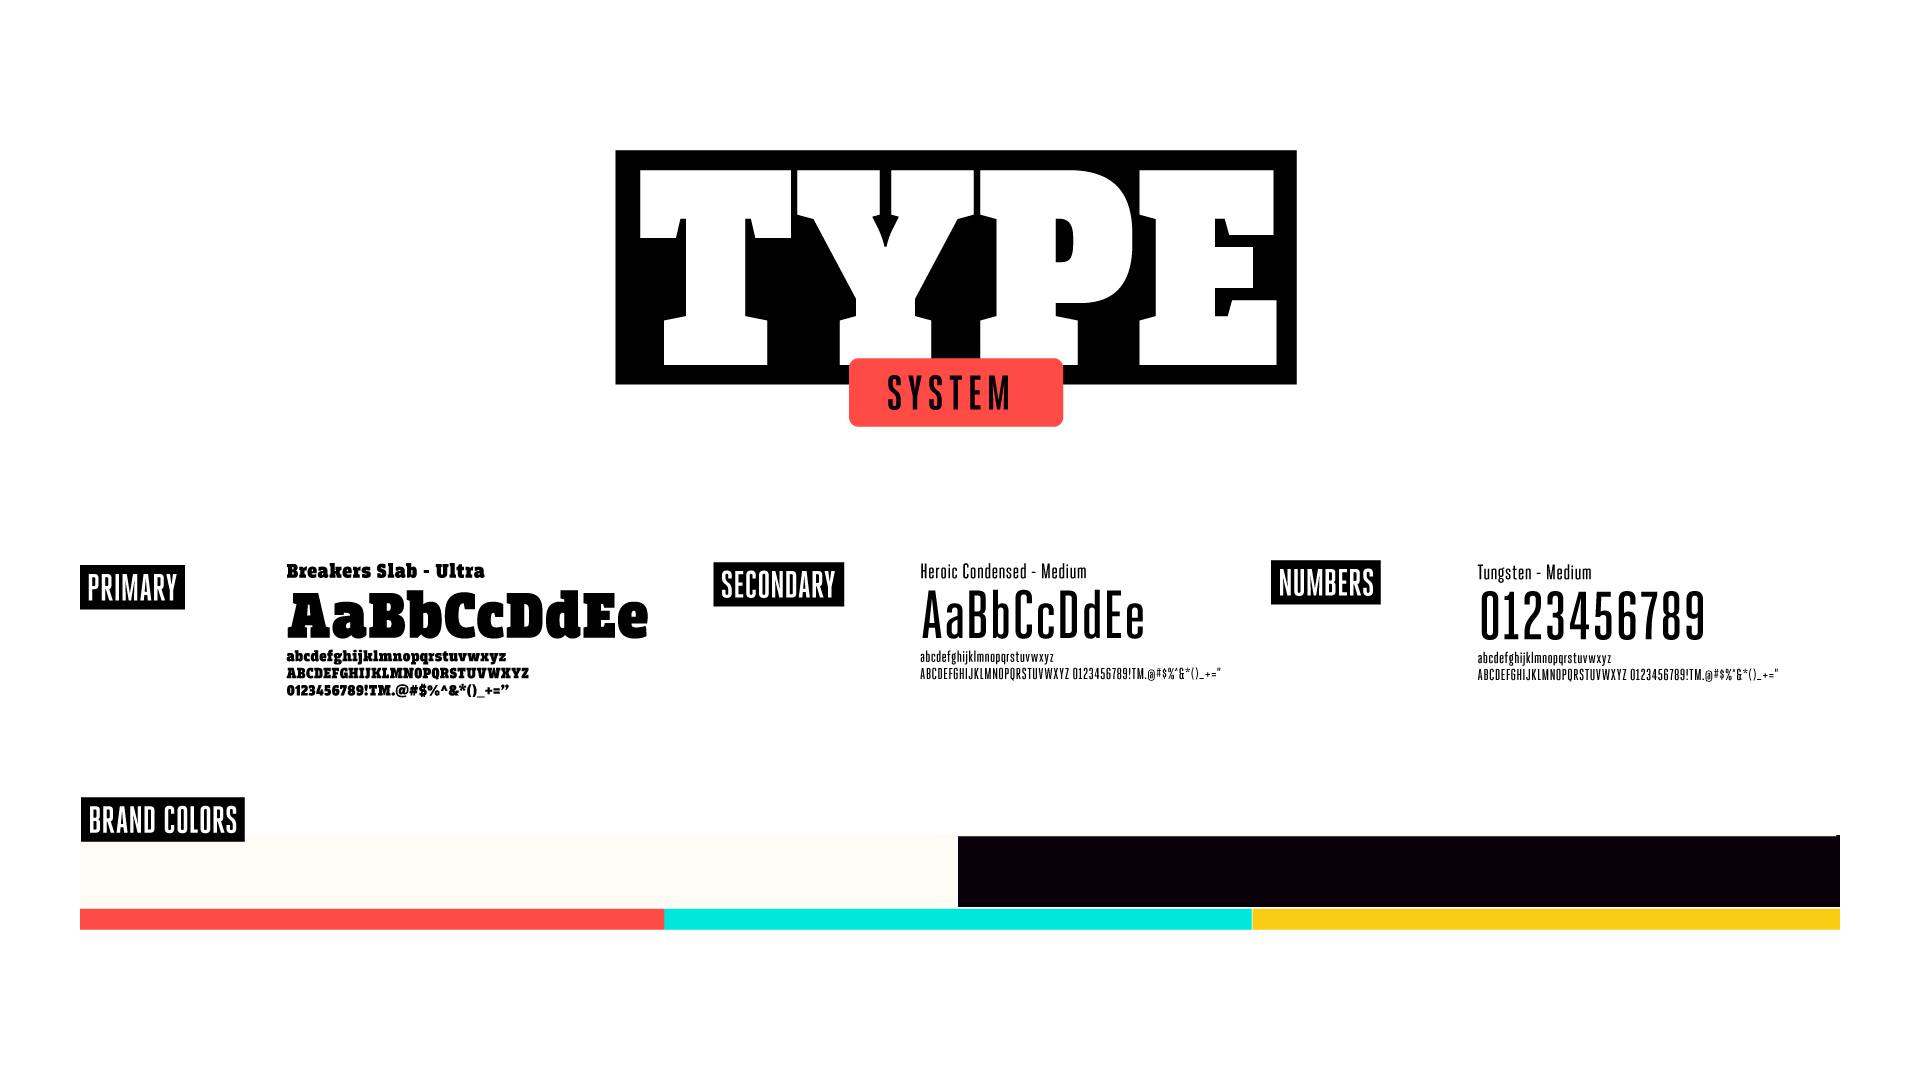 TYPE
SYSTEM
PRIMARY
Breakers Slab - Ultra
AaBbCcDdEe
abcdefghijklmnopqrstuvwxyz
ABCDEFGHIJKLMNOPQRSTUVWXYZ
0123456789!TM.@#$%^&*()_+=”
SECONDARY
Heroic Condensed - Medium
AaBbCcDdEe
abcdefghijklmnopqrstuvwxyz
ABCDEFGHIJKLMNOPQRSTUVWXYZ 0123456789!TM.@#$%^&*()_+="
NUMBERS
Tungsten - Medium
0123456789
abcdefghijklmnopqrstuvwxyz
ABCDEFGHIJKLMNOPQRSTUVWXYZ 0123456789!TM.@#$%^&*()_+="
BRAND COLORS